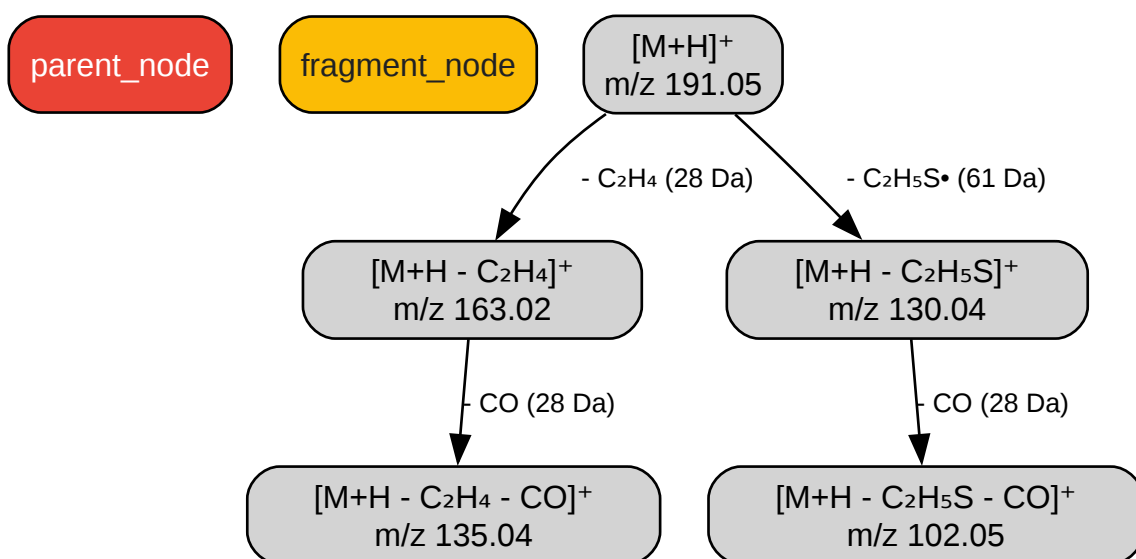 parent_node
fragment_node
[M+H]⁺
m/z 191.05
- C₂H₄ (28 Da)
- C₂H₅S• (61 Da)
[M+H - C₂H₄]⁺
m/z 163.02
[M+H - C₂H₅S]⁺
m/z 130.04
- CO (28 Da)
- CO (28 Da)
[M+H - C₂H₄ - CO]⁺
m/z 135.04
[M+H - C₂H₅S - CO]⁺
m/z 102.05